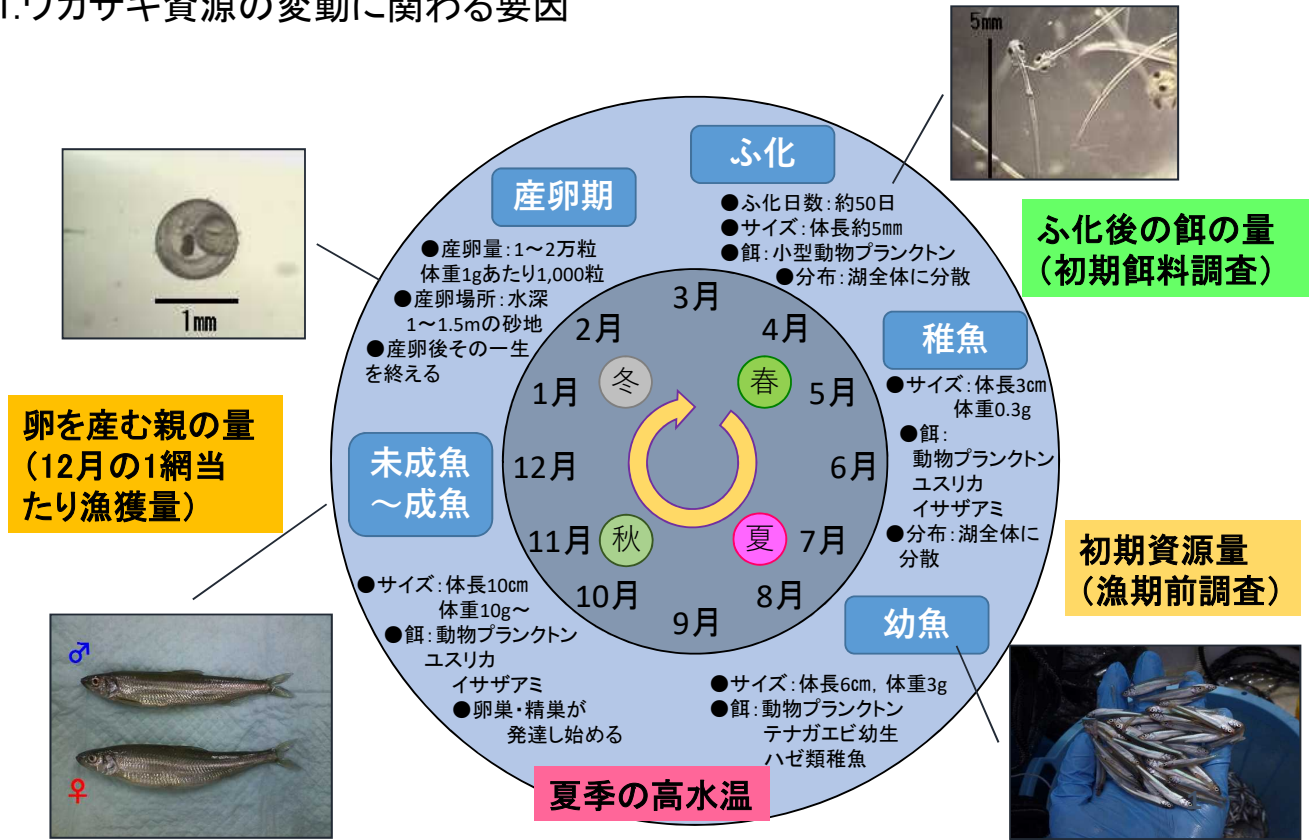 1.ワカサギ資源の変動に関わる要因
5mm
ふ化
●ふ化日数：約50日
●サイズ：体長約5㎜
●餌：小型動物プランクトン
●分布：湖全体に分散
ふ化後の餌の量
（初期餌料調査）
産卵期
●産卵量：1～2万粒
体重1gあたり1,000粒
●産卵場所：水深
1～1.5mの砂地
●産卵後その一生
を終える
1mm
稚魚
●サイズ：体長3㎝
体重0.3g
●餌：
動物プランクトン
ユスリカ
イサザアミ
●分布：湖全体に
分散
3月
2月
4月
1月
冬
春
5月
12月
6月
11月
秋
夏
7月
10月
8月
9月
卵を産む親の量
（12月の1網当
たり漁獲量）
未成魚
～成魚
●サイズ：体長10㎝
体重10g～
●餌：動物プランクトン
ユスリカ
イサザアミ
●卵巣・精巣が
発達し始める
初期資源量
（漁期前調査）
幼魚
●サイズ：体長6㎝，体重3g
●餌：動物プランクトン
テナガエビ幼生
ハゼ類稚魚
夏季の高水温
♂
♀